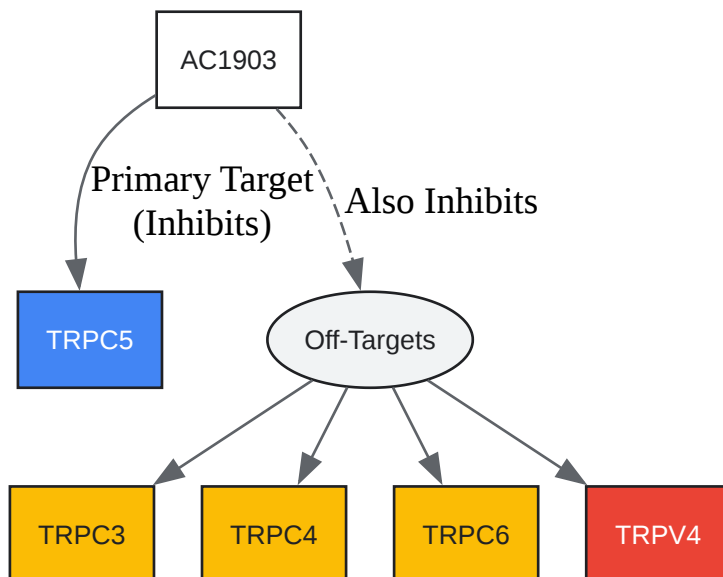 AC1903
Primary Target
(Inhibits)
Also Inhibits
TRPC5
Off-Targets
TRPC3
TRPC4
TRPC6
TRPV4